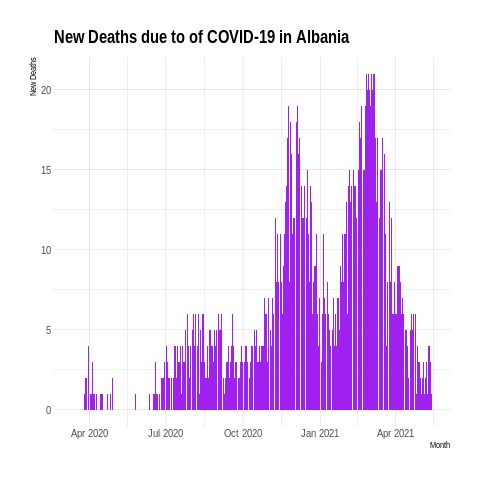 New Deaths due to of COVID-19 in Albania
New Deaths
20
15
10
5
0
Apr 2020 Jul 2020 Oct 2020 Jan 2021 Apr 2021
Month